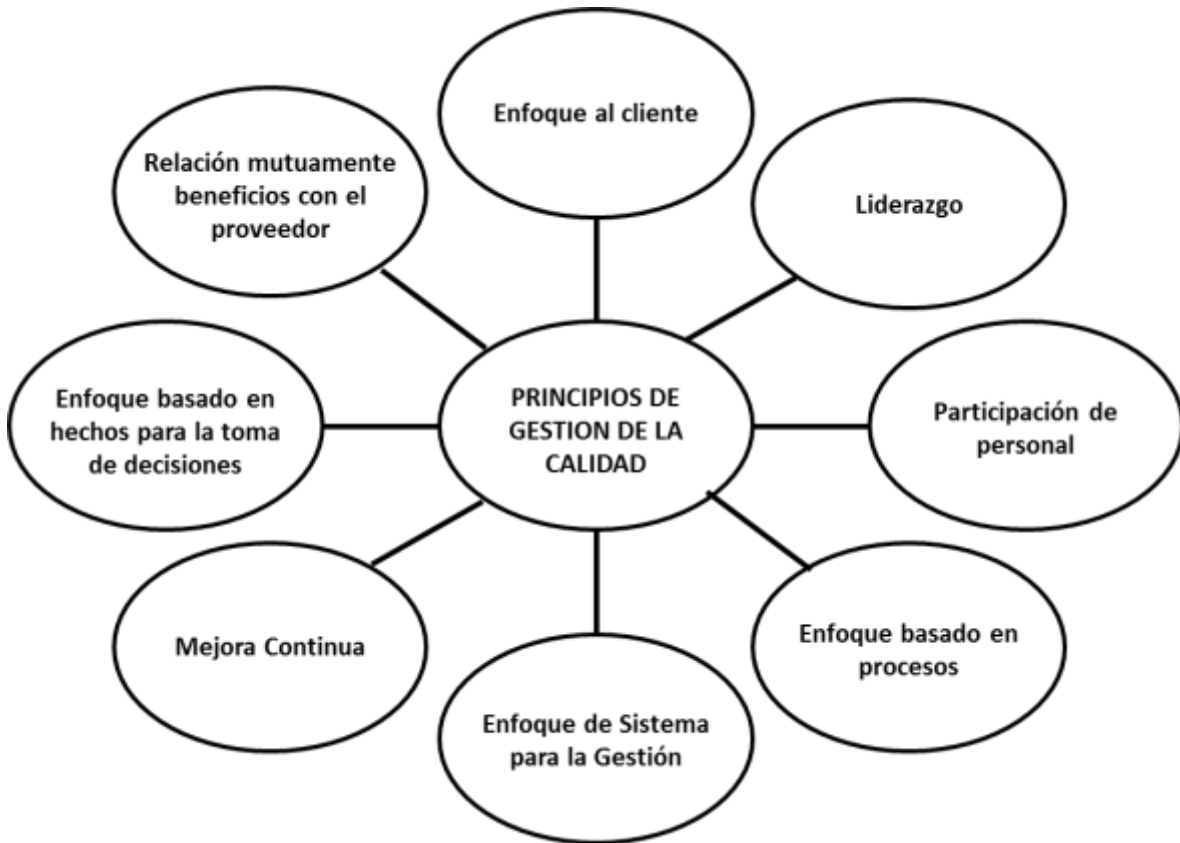 Enfoque al cliente
Relación mutuamente
beneficios con el
proveedor
Liderazgo
Enfoque basado en
hechos para la toma
de decisiones
PRINCIPIOS DE
GESTION DE LA
CALIDAD
Participación de
personal
Mejora Continua
Enfoque basado en
procesos
Enfoque de Sistema
para la Gestión